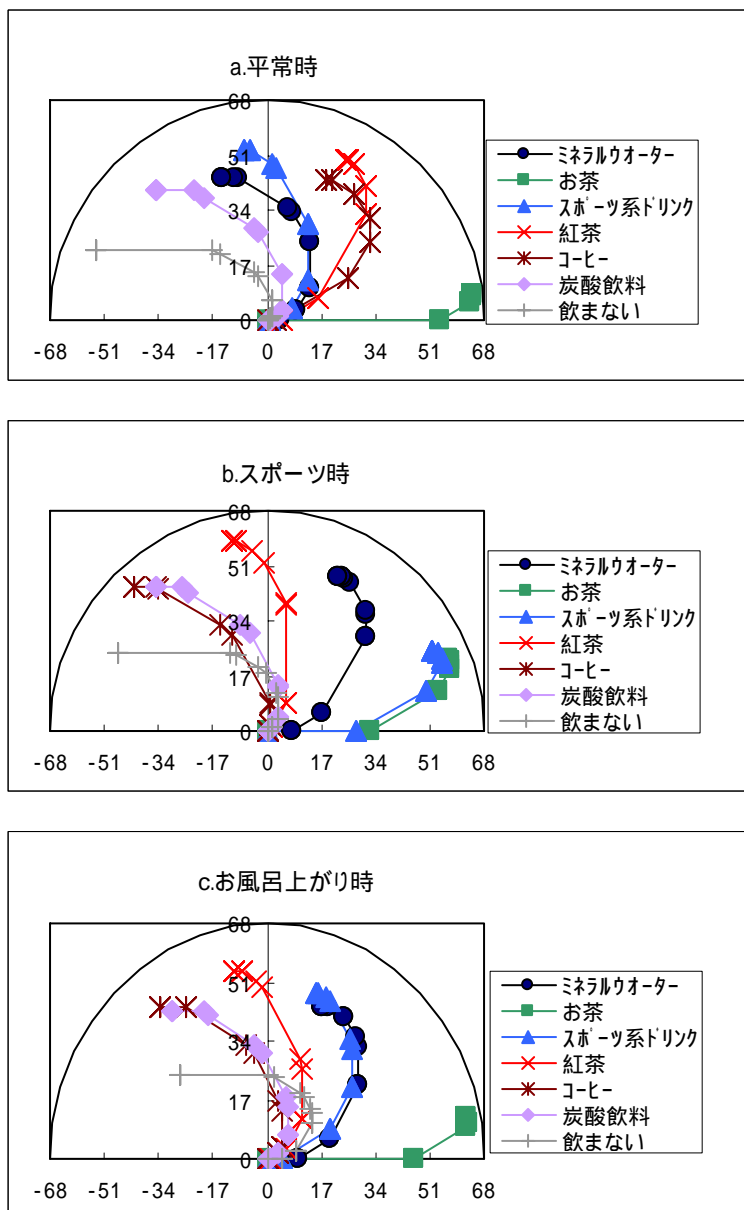 a.平常時
68
51
34
17
0
-68 -51 -34 -17 0 17 34 51 68
ﾐﾈﾗﾙｳｵｰﾀｰ
お茶
ｽﾎﾟｰﾂ系ﾄﾞﾘﾝｸ
紅茶
ｺｰﾋｰ
炭酸飲料
飲まない
b.スポーツ時
68
51
34
17
0
-68 -51 -34 -17 0 17 34 51 68
ﾐﾈﾗﾙｳｵｰﾀｰ
お茶
ｽﾎﾟｰﾂ系ﾄﾞﾘﾝｸ
紅茶
ｺｰﾋｰ
炭酸飲料
飲まない
c.お風呂上がり時
68
51
34
17
0
-68 -51 -34 -17 0 17 34 51 68
ﾐﾈﾗﾙｳｵｰﾀｰ
お茶
ｽﾎﾟｰﾂ系ﾄﾞﾘﾝｸ
紅茶
ｺｰﾋｰ
炭酸飲料
飲まない